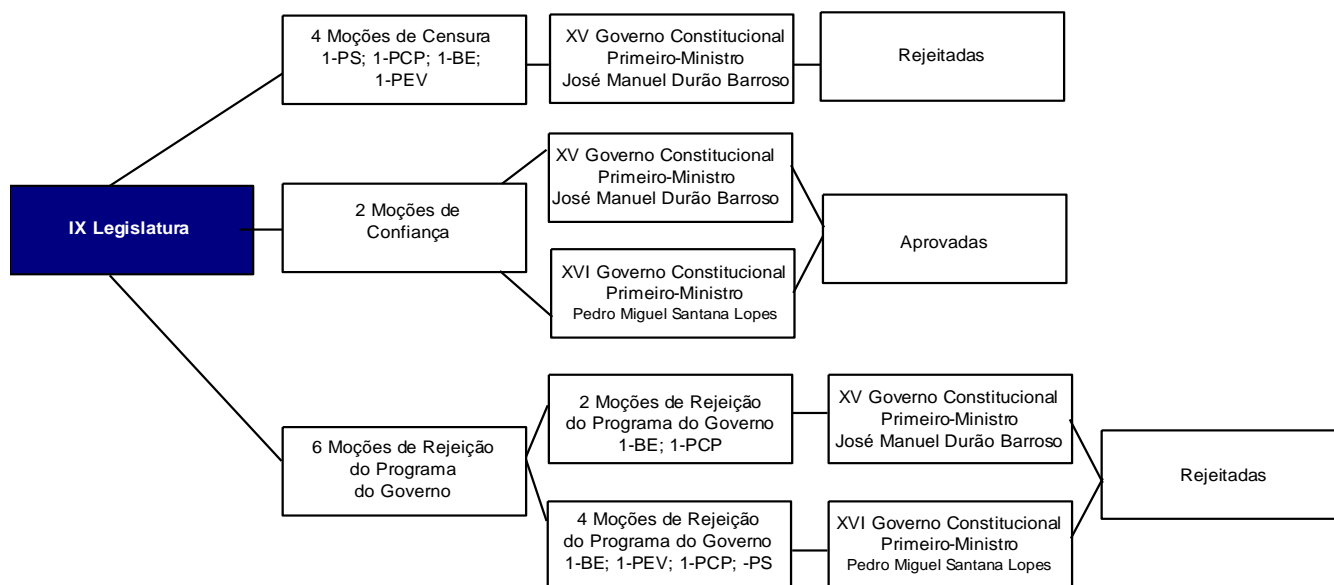 4 Moções de Censura
1-PS; 1-PCP; 1-BE;
1-PEV
XV Governo Constitucional
Primeiro-Ministro
José Manuel Durão Barroso
Rejeitadas
IX Legislatura
2 Moções de
Confiança
XV Governo Constitucional
Primeiro-Ministro
José Manuel Durão Barroso
XVI Governo Constitucional
Primeiro-Ministro
Pedro Miguel Santana Lopes
Aprovadas
6 Moções de Rejeição
do Programa
do Governo
2 Moções de Rejeição
do Programa do Governo
1-BE; 1-PCP
XV Governo Constitucional
Primeiro-Ministro
José Manuel Durão Barroso
4 Moções de Rejeição
do Programa do Governo
1-BE; 1-PEV; 1-PCP; -PS
XVI Governo Constitucional
Primeiro-Ministro
Pedro Miguel Santana Lopes
Rejeitadas